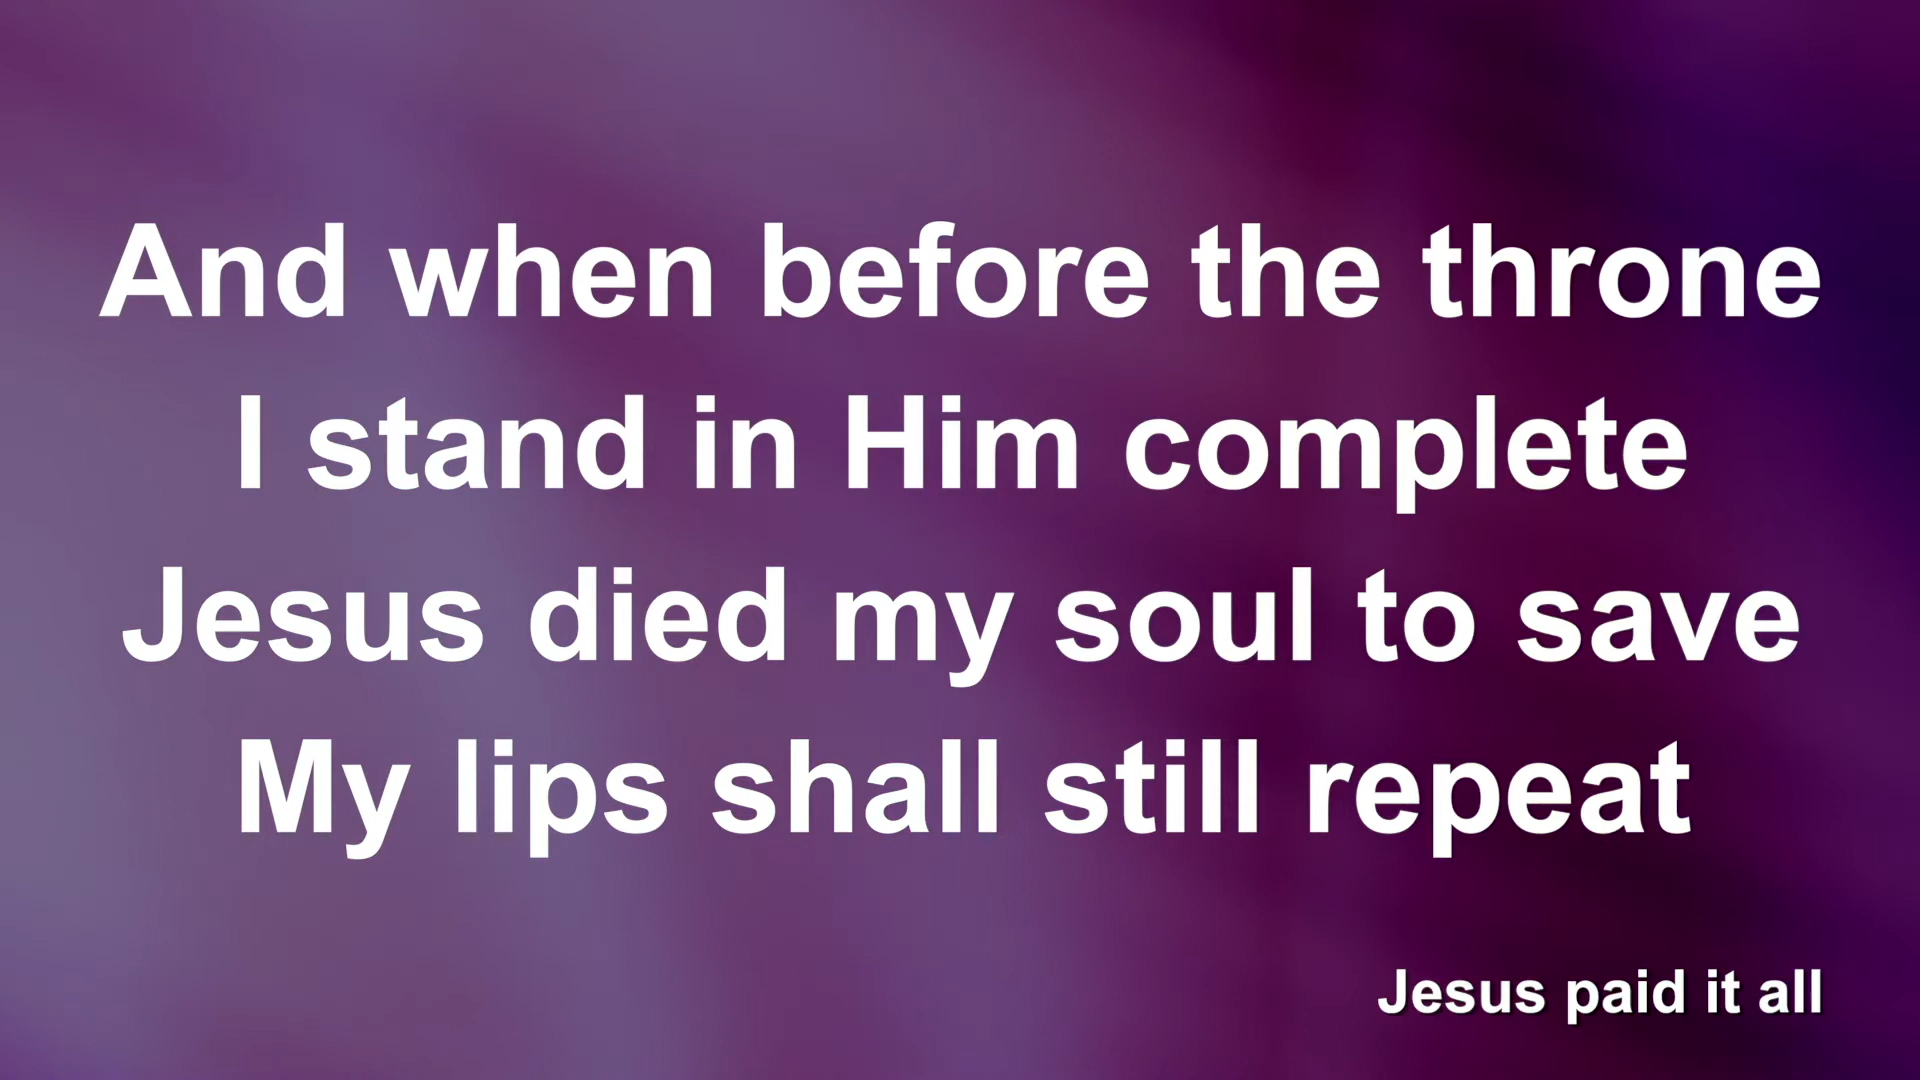 And when before the throne
I stand in Him complete
Jesus died my soul to save
My lips shall still repeat
Jesus paid it all